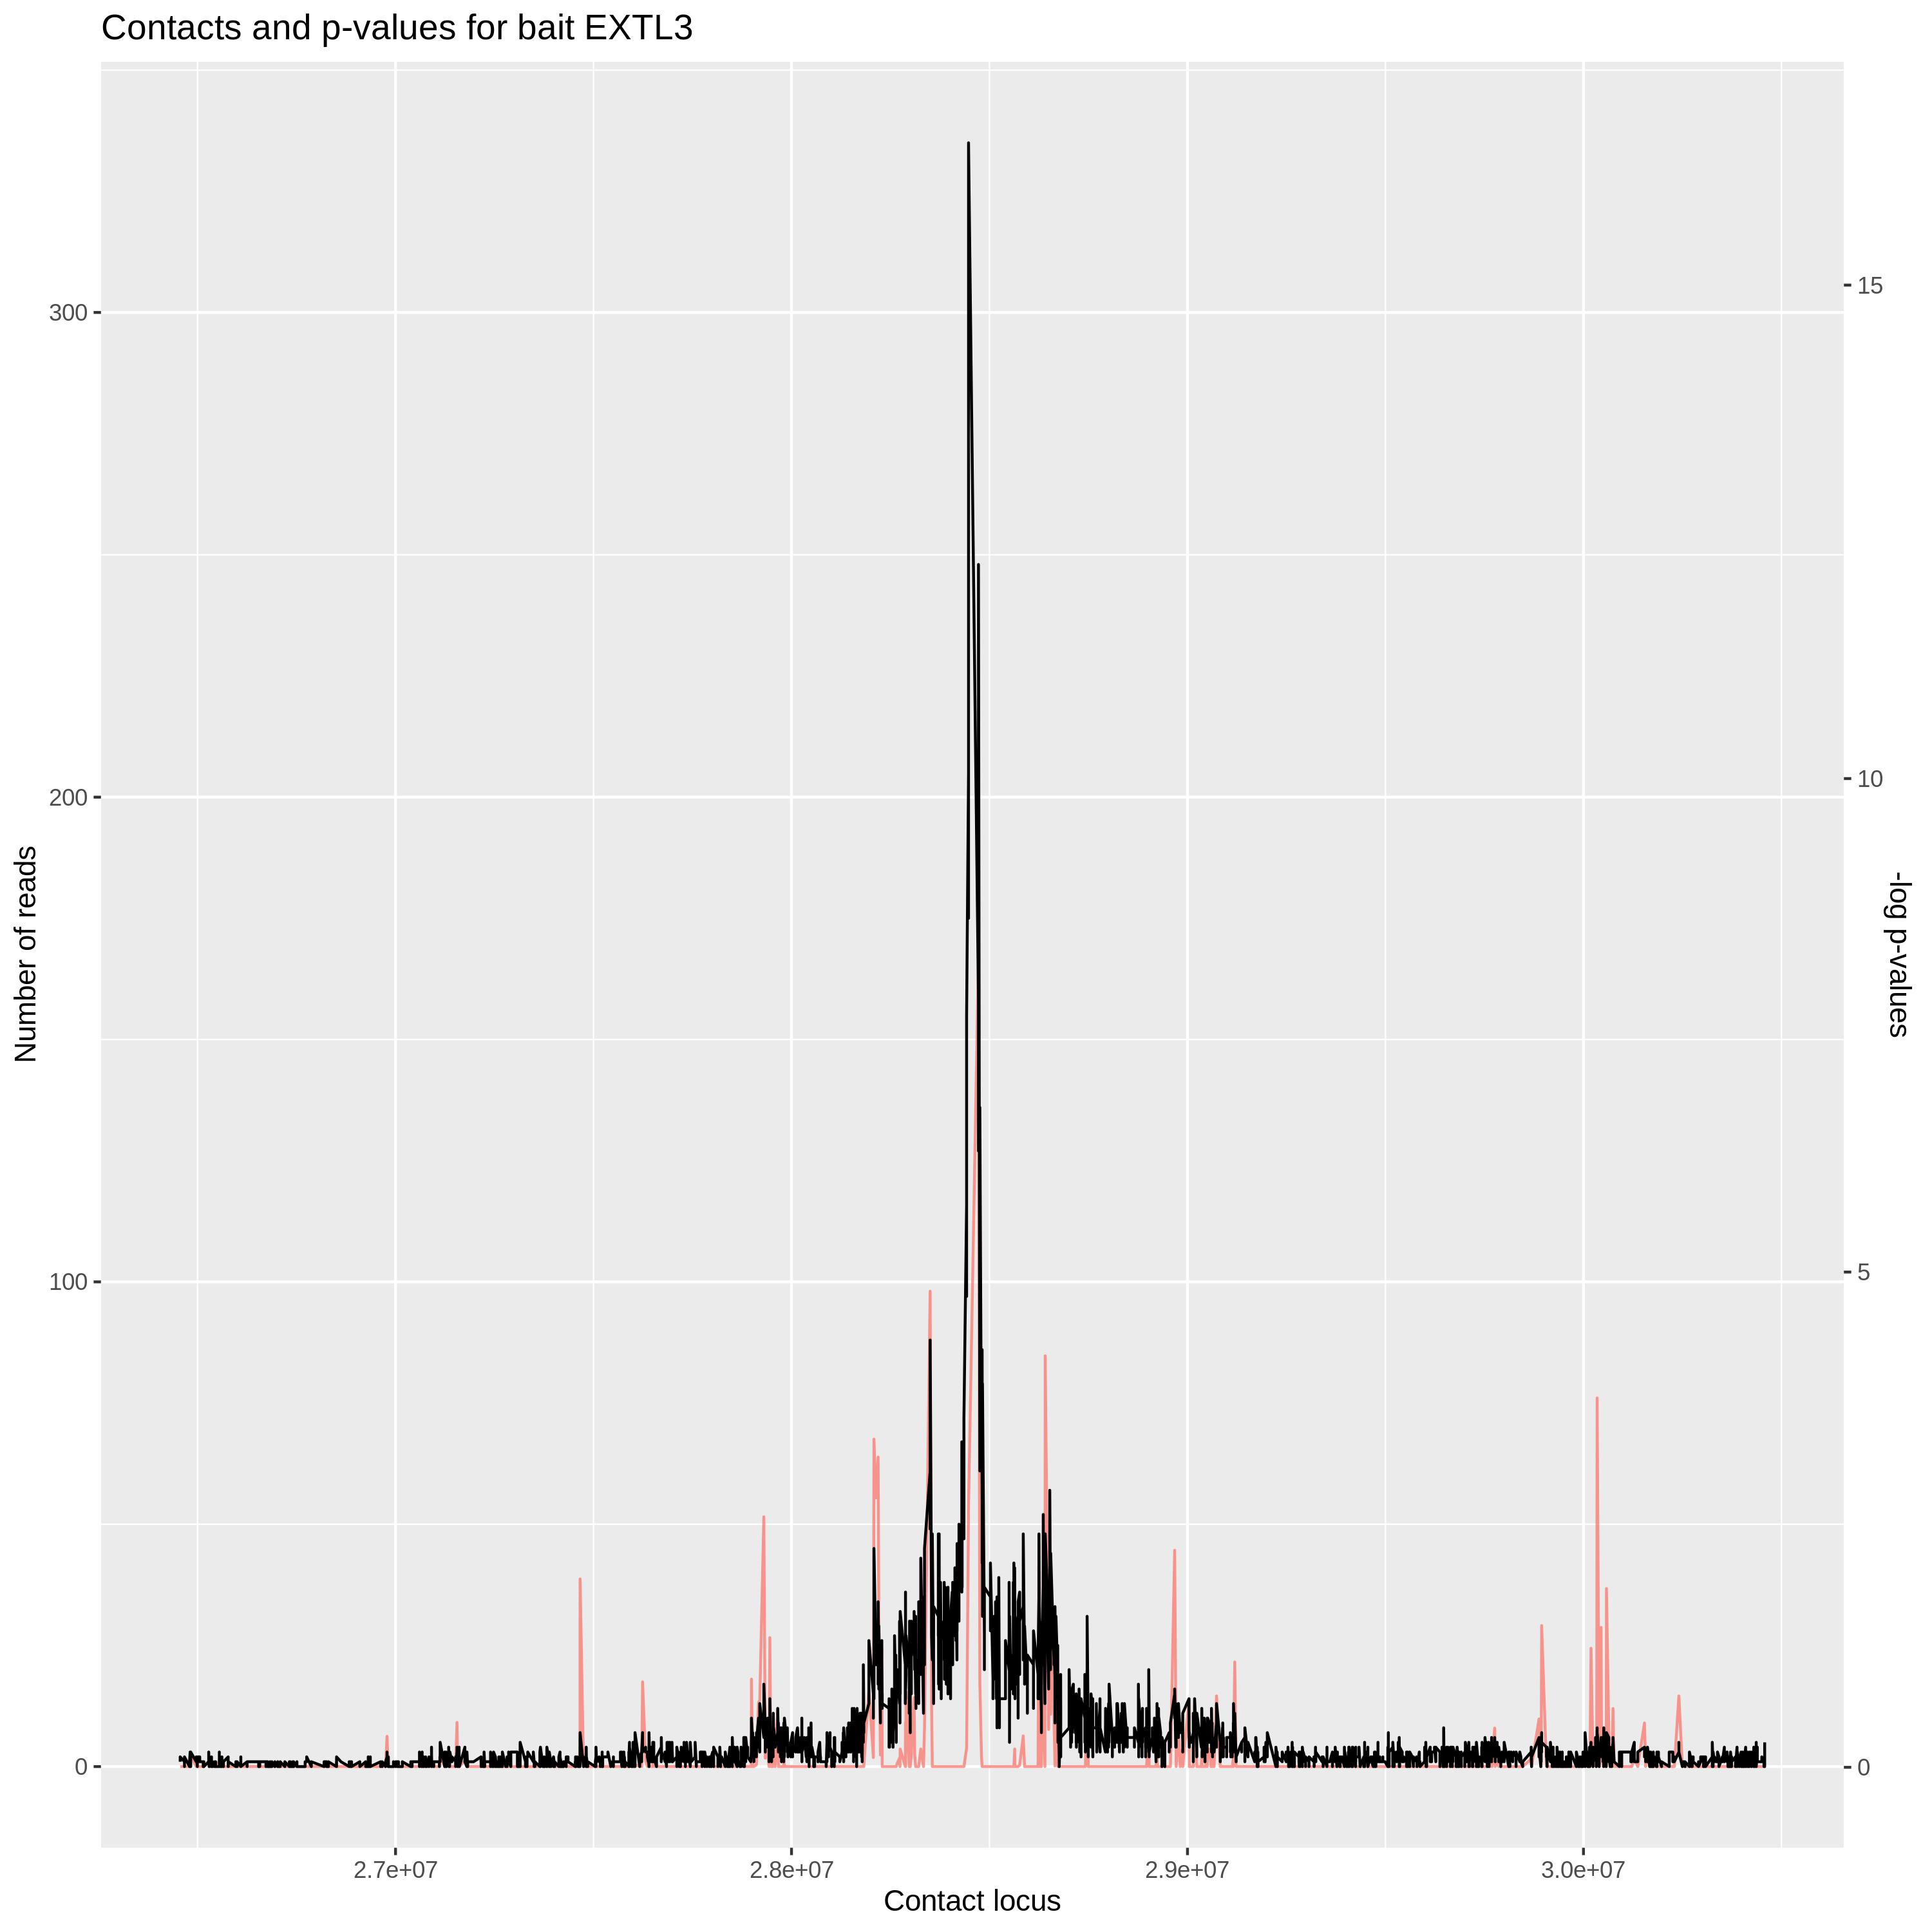 Contacts and p-values for bait EXTL3
Number of reads
300
200
100
0
15
10
5
0
-log p-values
2.7e+07 2.8e+07 2.9e+07 3.0e+07
Contact locus